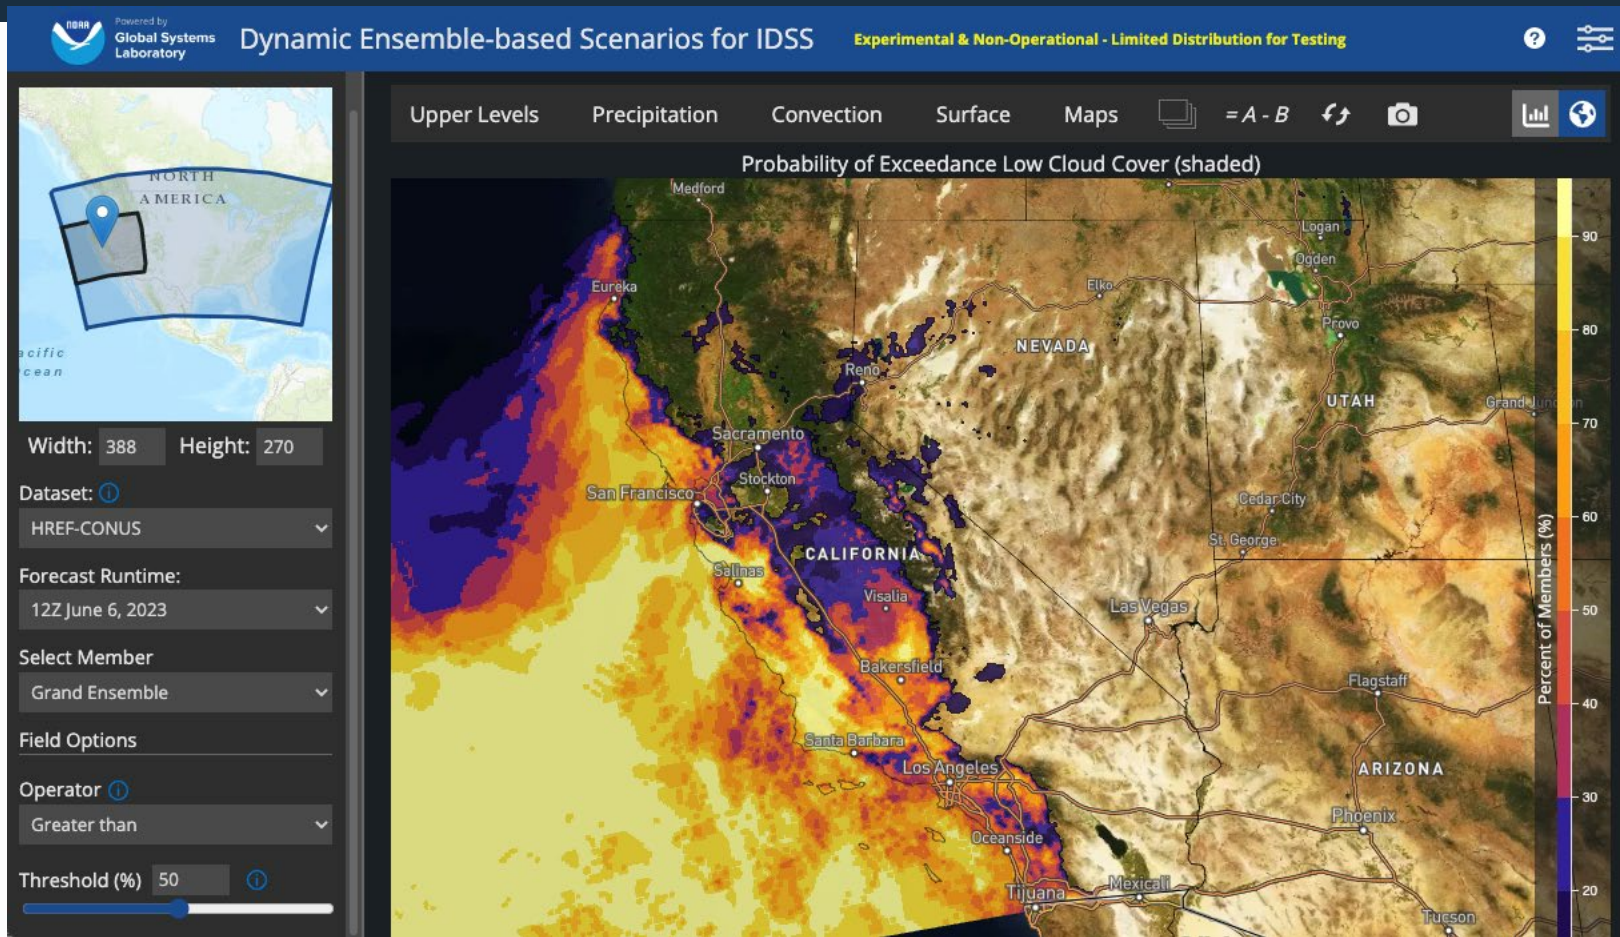 NOAA
Powered by
Global Systems
Laboratory
Dynamic Ensemble-based Scenarios for IDSS
Experimental & Non-Operational - Limited Distribution for Testing
?
NORTH
AMERICA
acific
cean
Width: 388 Height: 270
Dataset:
HREF-CONUS
Forecast Runtime:
12Z June 6, 2023
Select Member
Grand Ensemble
Field Options
Operator
Greater than
Threshold (%) 50
Upper Levels Precipitation Convection Surface Maps = A - B
Probability of Exceedance Low Cloud Cover (shaded)
Medford
Logan
Ogden
Eureka
Elko
Provo
NEVADA
Reno
UTAH
Grand Junction
Sacramento
Stockton
San Francisco
Cedar City
St. George
CALIFORNIA
Salinas
Visalia
Las Vegas
Bakersfield
Flagstaff
Santa Barbara
Los Angeles
ARIZONA
Phoenix
Oceanside
Mexicali
Tijuana
Tucson
Percent of Members (%)
90
80
70
60
50
40
30
20